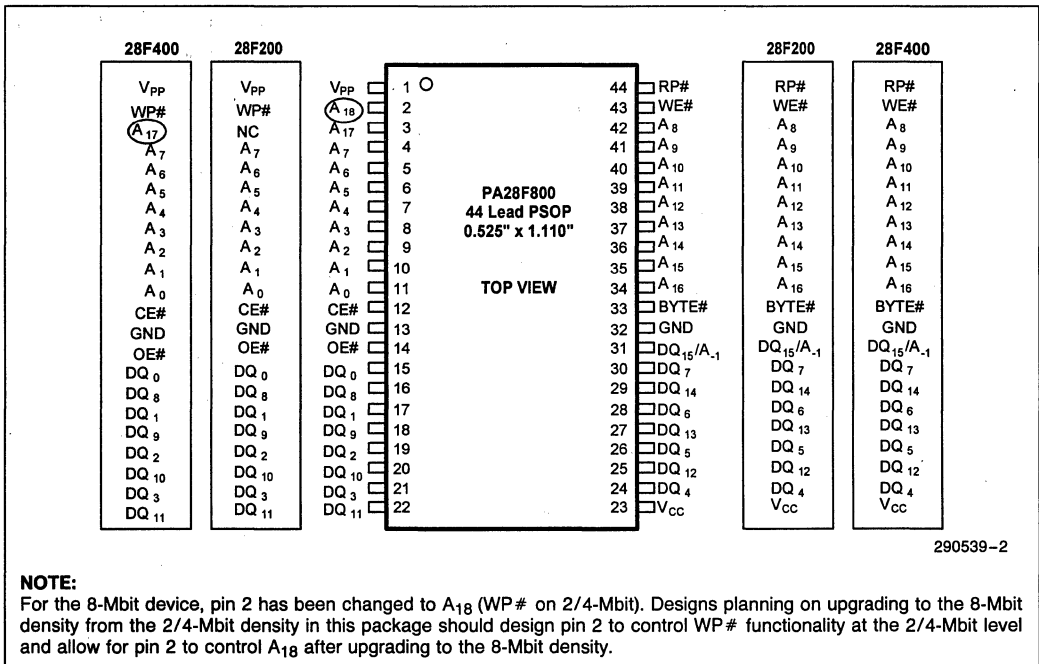 28F400 28F200 28F200 28F400
VPP VPP VPP 1 44 RP# RP# RP#
WP# WP# A18 2 43 WE# WE# WE#
A17 NC A17 3 42 A8 A8 A8
A7 A7 A7 4 41 A9 A9 A9
A6 A6 A6 5 40 A10 A10 A10
A5 A5 A5 6 39 A11 A11 A11
A4 A4 A4 7 38 A12 A12 A12
A3 A3 A3 8 37 A13 A13 A13
A2 A2 A2 9 36 A14 A14 A14
A1 A1 A1 10 35 A15 A15 A15
A0 A0 A0 11 34 A16 A16 A16
CE# CE# CE# 12 33 BYTE# BYTE# BYTE#
GND GND GND 13 32 GND GND GND
OE# OE# OE# 14 31 DQ15/A-1 DQ15/A-1 DQ15/A-1
DQ0 DQ0 DQ0 15 30 DQ7 DQ7 DQ7
DQ8 DQ8 DQ8 16 29 DQ14 DQ14 DQ14
DQ1 DQ1 DQ1 17 28 DQ6 DQ6 DQ6
DQ9 DQ9 DQ9 18 27 DQ13 DQ13 DQ13
DQ2 DQ2 DQ2 19 26 DQ5 DQ5 DQ5
DQ10 DQ10 DQ10 20 25 DQ12 DQ12 DQ12
DQ3 DQ3 DQ3 21 24 DQ4 DQ4 DQ4
DQ11 DQ11 DQ11 22 23 VCC VCC VCC
PA28F800
44 Lead PSOP
0.525" x 1.110"
TOP VIEW
290539-2
NOTE:
For the 8-Mbit device, pin 2 has been changed to A18 (WP# on 2/4-Mbit). Designs planning on upgrading to the 8-Mbit
density from the 2/4-Mbit density in this package should design pin 2 to control WP# functionality at the 2/4-Mbit level
and allow for pin 2 to control A18 after upgrading to the 8-Mbit density.